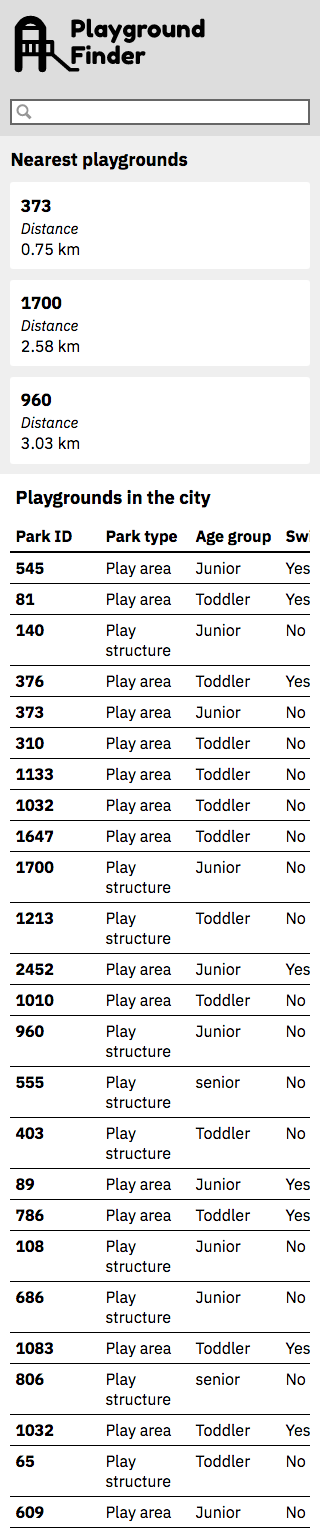 Playground
Finder
Nearest playgrounds
373
Distance
0.75 km
1700
Distance
2.58 km
960
Distance
3.03 km
Playgrounds in the city
Park ID Park type Age group Swi
545 Play area Junior Yes
81 Play area Toddler Yes
140 Play Junior No
structure
376 Play area Toddler Yes
373 Play area Junior No
310 Play area Toddler No
1133 Play area Toddler No
1032 Play area Toddler No
1647 Play area Toddler No
1700 Play Junior No
structure
1213 Play Toddler No
structure
2452 Play area Junior Yes
1010 Play area Toddler No
960 Play Junior No
structure
555 Play senior No
structure
403 Play Toddler No
structure
89 Play area Junior Yes
786 Play area Toddler Yes
108 Play Junior No
structure
686 Play Junior No
structure
1083 Play area Toddler Yes
806 Play senior No
structure
1032 Play area Toddler Yes
65 Play Toddler No
structure
609 Play area Junior No